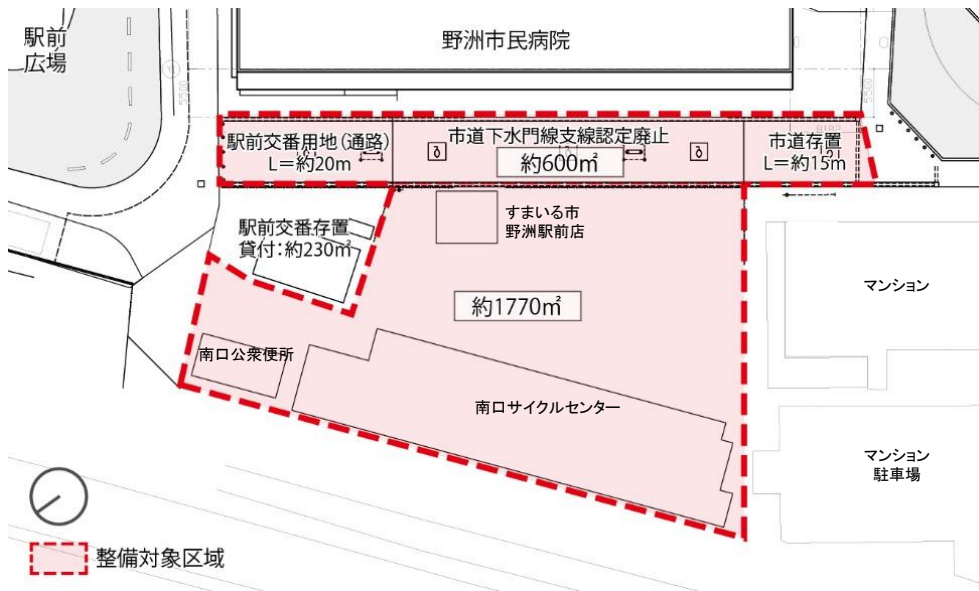 駅前
広場
野洲市民病院
5500
5500
駅前交番用地(通路)
L=約20m
市道下水門線支線認定廃止
約600㎡
市道存置
L=約15m
駅前交番存置
貸付:約230㎡
すまいる市
野洲駅前店
約1770㎡
マンション
南口公衆便所
南口サイクルセンター
マンション
駐車場
整備対象区域